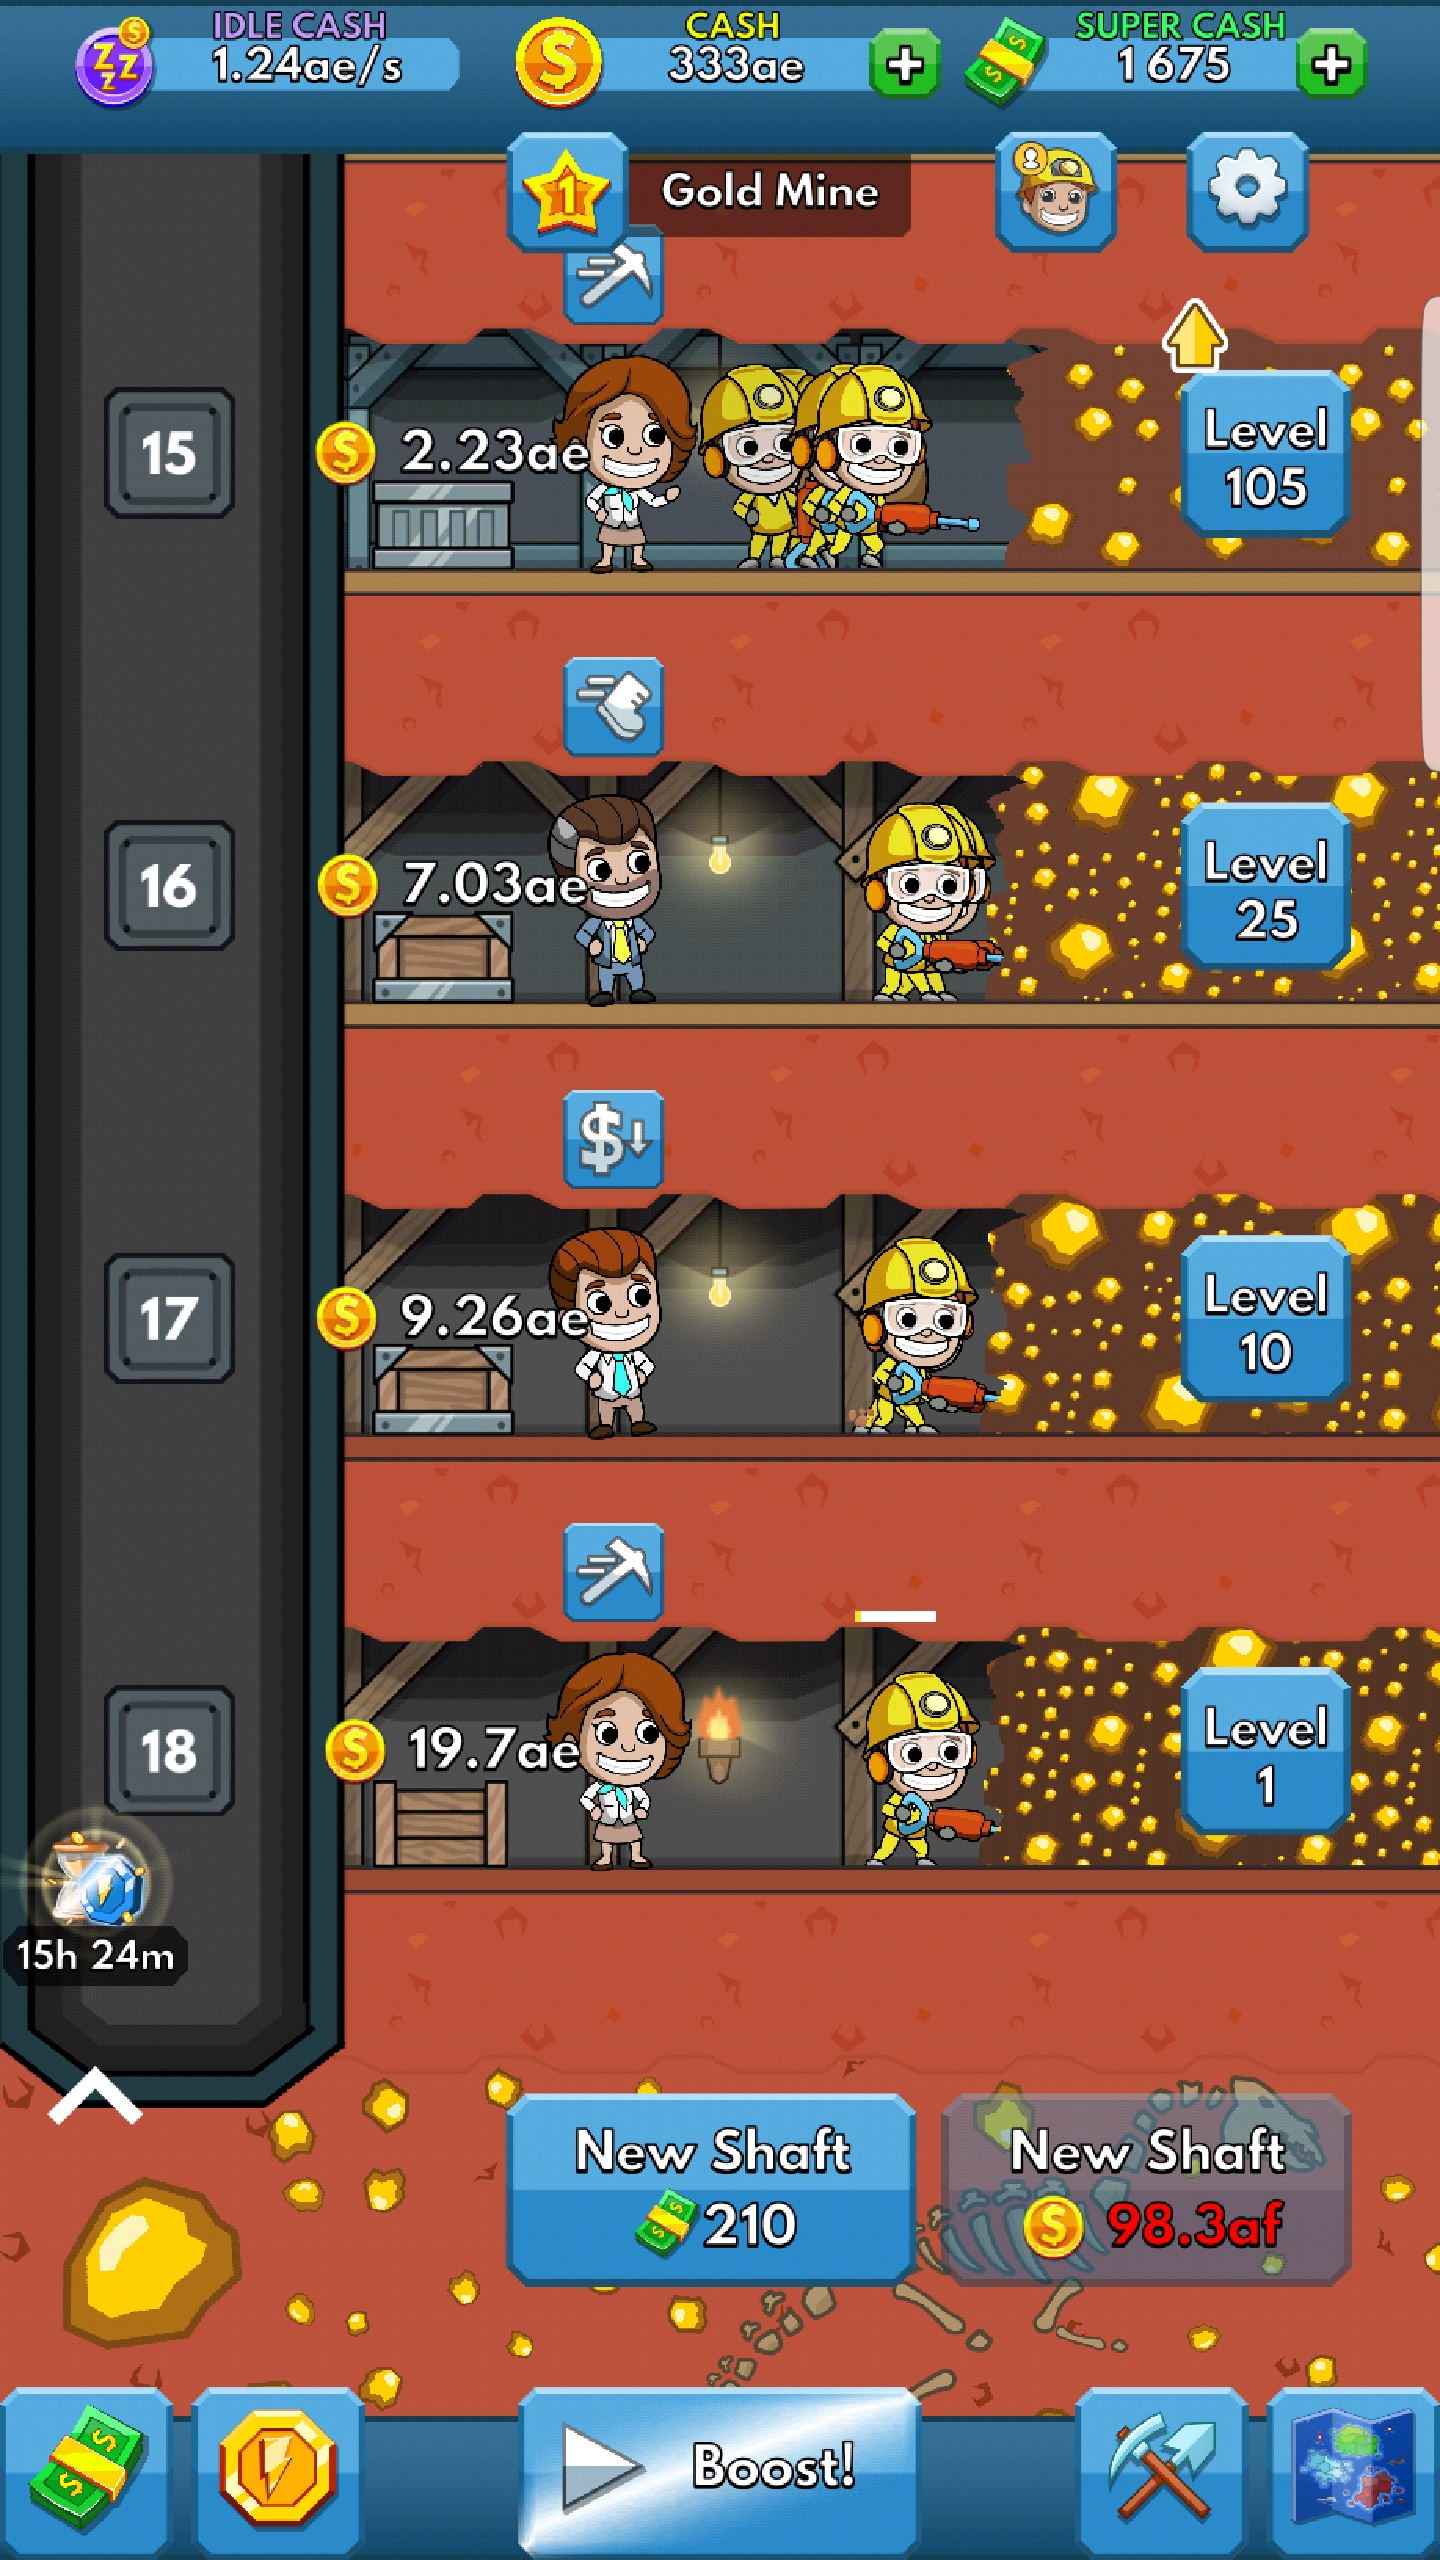 IDLE CASH
1.24ae/s
CASH
333ae
SUPER CASH
1 675
1
Gold Mine
15
2.23ae
Level
105
16
7.03ae
Level
25
17
9.26ae
Level
10
18
19.7ae
Level
1
15h 24m
New Shaft
210
New Shaft
98.3af
Boost!